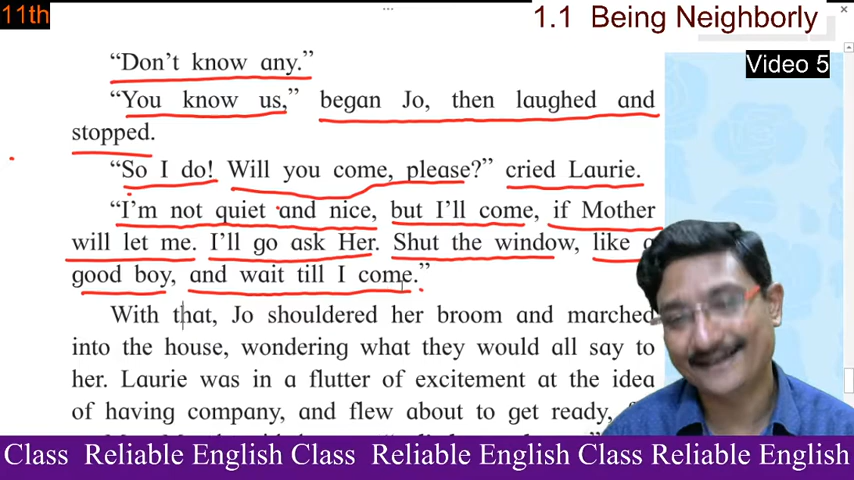 11th
1.1 Being Neighborly
Video 5
“Don’t know any.”
“You know us,” began Jo, then laughed and
stopped.
“So I do! Will you come, please?” cried Laurie.
“I’m not quiet and nice, but I’ll come, if Mother
will let me. I’ll go ask Her. Shut the window, like a
good boy, and wait till I come.”
With that, Jo shouldered her broom and marched
into the house, wondering what they would all say to
her. Laurie was in a flutter of excitement at the idea
of having company, and flew about to get ready,
Class Reliable English Class Reliable English Class Reliable English